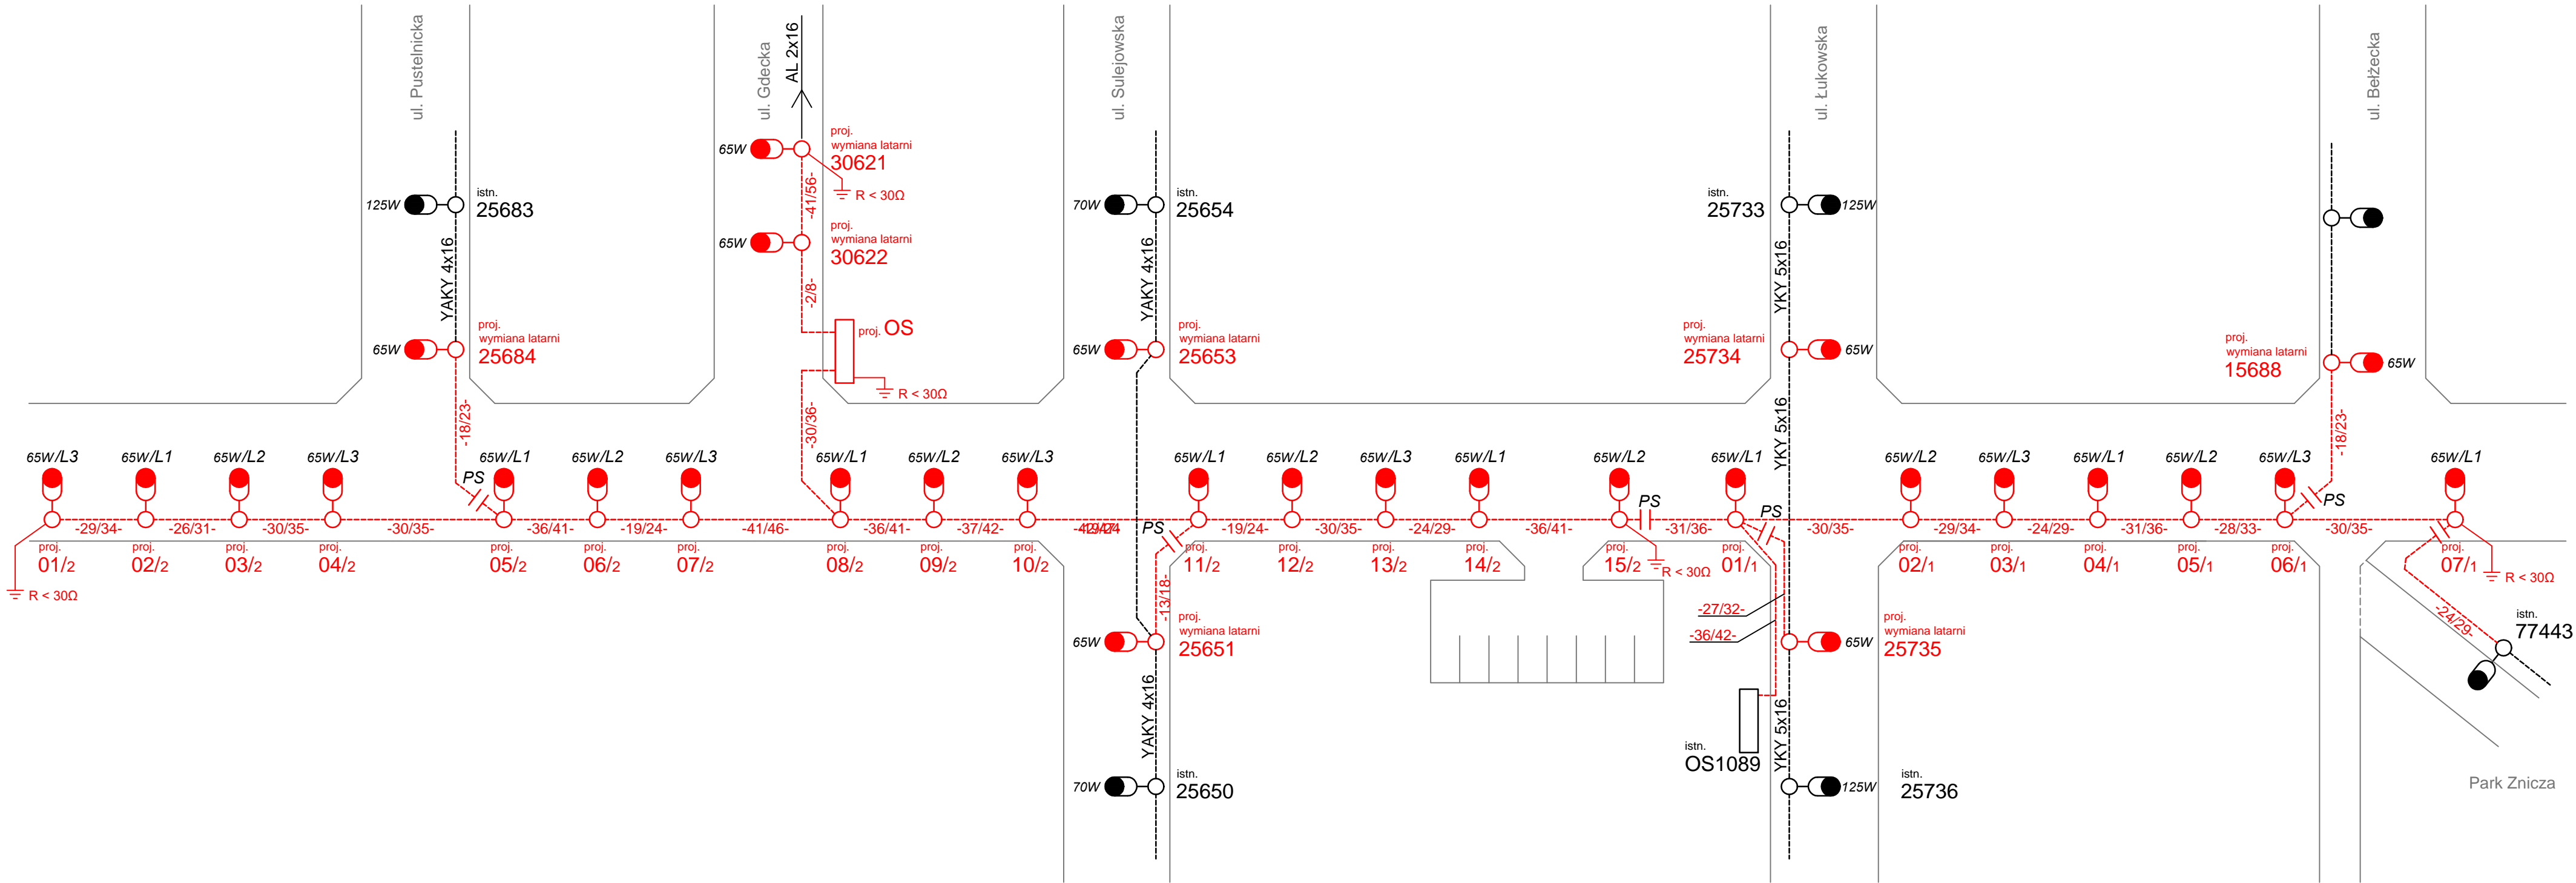 ul. Pustelnicka
ul. Gdecka
AL 2x16
ul. Sulejowska
ul. Łukowska
ul. Bełżecka
65W
proj.
wymiana latarni
30621
R < 30Ω
-41/56-
125W
istn.
25683
70W
istn.
25654
istn.
25733
125W
65W
proj.
wymiana latarni
30622
YAKY 4x16
-2/8-
YAKY 4x16
YKY 5x16
proj. OS
65W
proj.
wymiana latarni
25684
65W
proj.
wymiana latarni
25653
proj.
wymiana latarni
25734
65W
proj.
wymiana latarni
15688
65W
R < 30Ω
-18/23-
-30/36-
YKY 5x16
-18/23-
65W/L3
65W/L1
65W/L2
65W/L3
65W/L1
65W/L2
65W/L3
65W/L1
65W/L2
65W/L3
65W/L1
65W/L2
65W/L3
65W/L1
65W/L2
65W/L1
65W/L2
65W/L3
65W/L1
65W/L2
65W/L3
65W/L1
PS
PS
PS
PS
PS
-29/34-
-26/31-
-30/35-
-30/35-
-36/41-
-19/24-
-41/46-
-36/41-
-37/42-
-19/24-
-30/35-
-24/29-
-36/41-
-31/36-
-30/35-
-29/34-
-24/29-
-31/36-
-28/33-
-30/35-
proj.
01/2
proj.
02/2
proj.
03/2
proj.
04/2
proj.
05/2
proj.
06/2
proj.
07/2
proj.
08/2
proj.
09/2
proj.
10/2
proj.
11/2
proj.
12/2
proj.
13/2
proj.
14/2
proj.
15/2
proj.
01/1
proj.
02/1
proj.
03/1
proj.
04/1
proj.
05/1
proj.
06/1
proj.
07/1
R < 30Ω
R < 30Ω
R < 30Ω
-13/18-
-27/32-
-36/42-
-24/29-
istn.
77443
65W
proj.
wymiana latarni
25651
65W
proj.
wymiana latarni
25735
YAKY 4x16
YKY 5x16
istn.
OS1089
70W
istn.
25650
125W
istn.
25736
Park Znicza